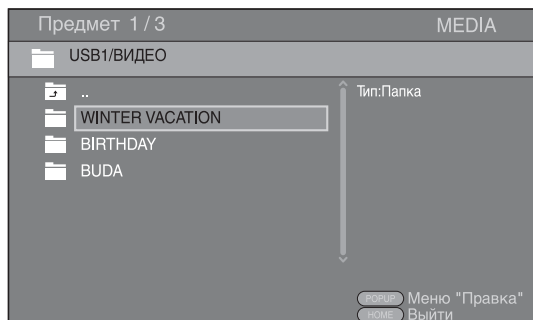 Предмет 1/3 MEDIA
USB1/ВИДЕО
..
Тип:Папка
WINTER VACATION
BIRTHDAY
BUDA
POPUP Меню "Правка"
HOME Выйти